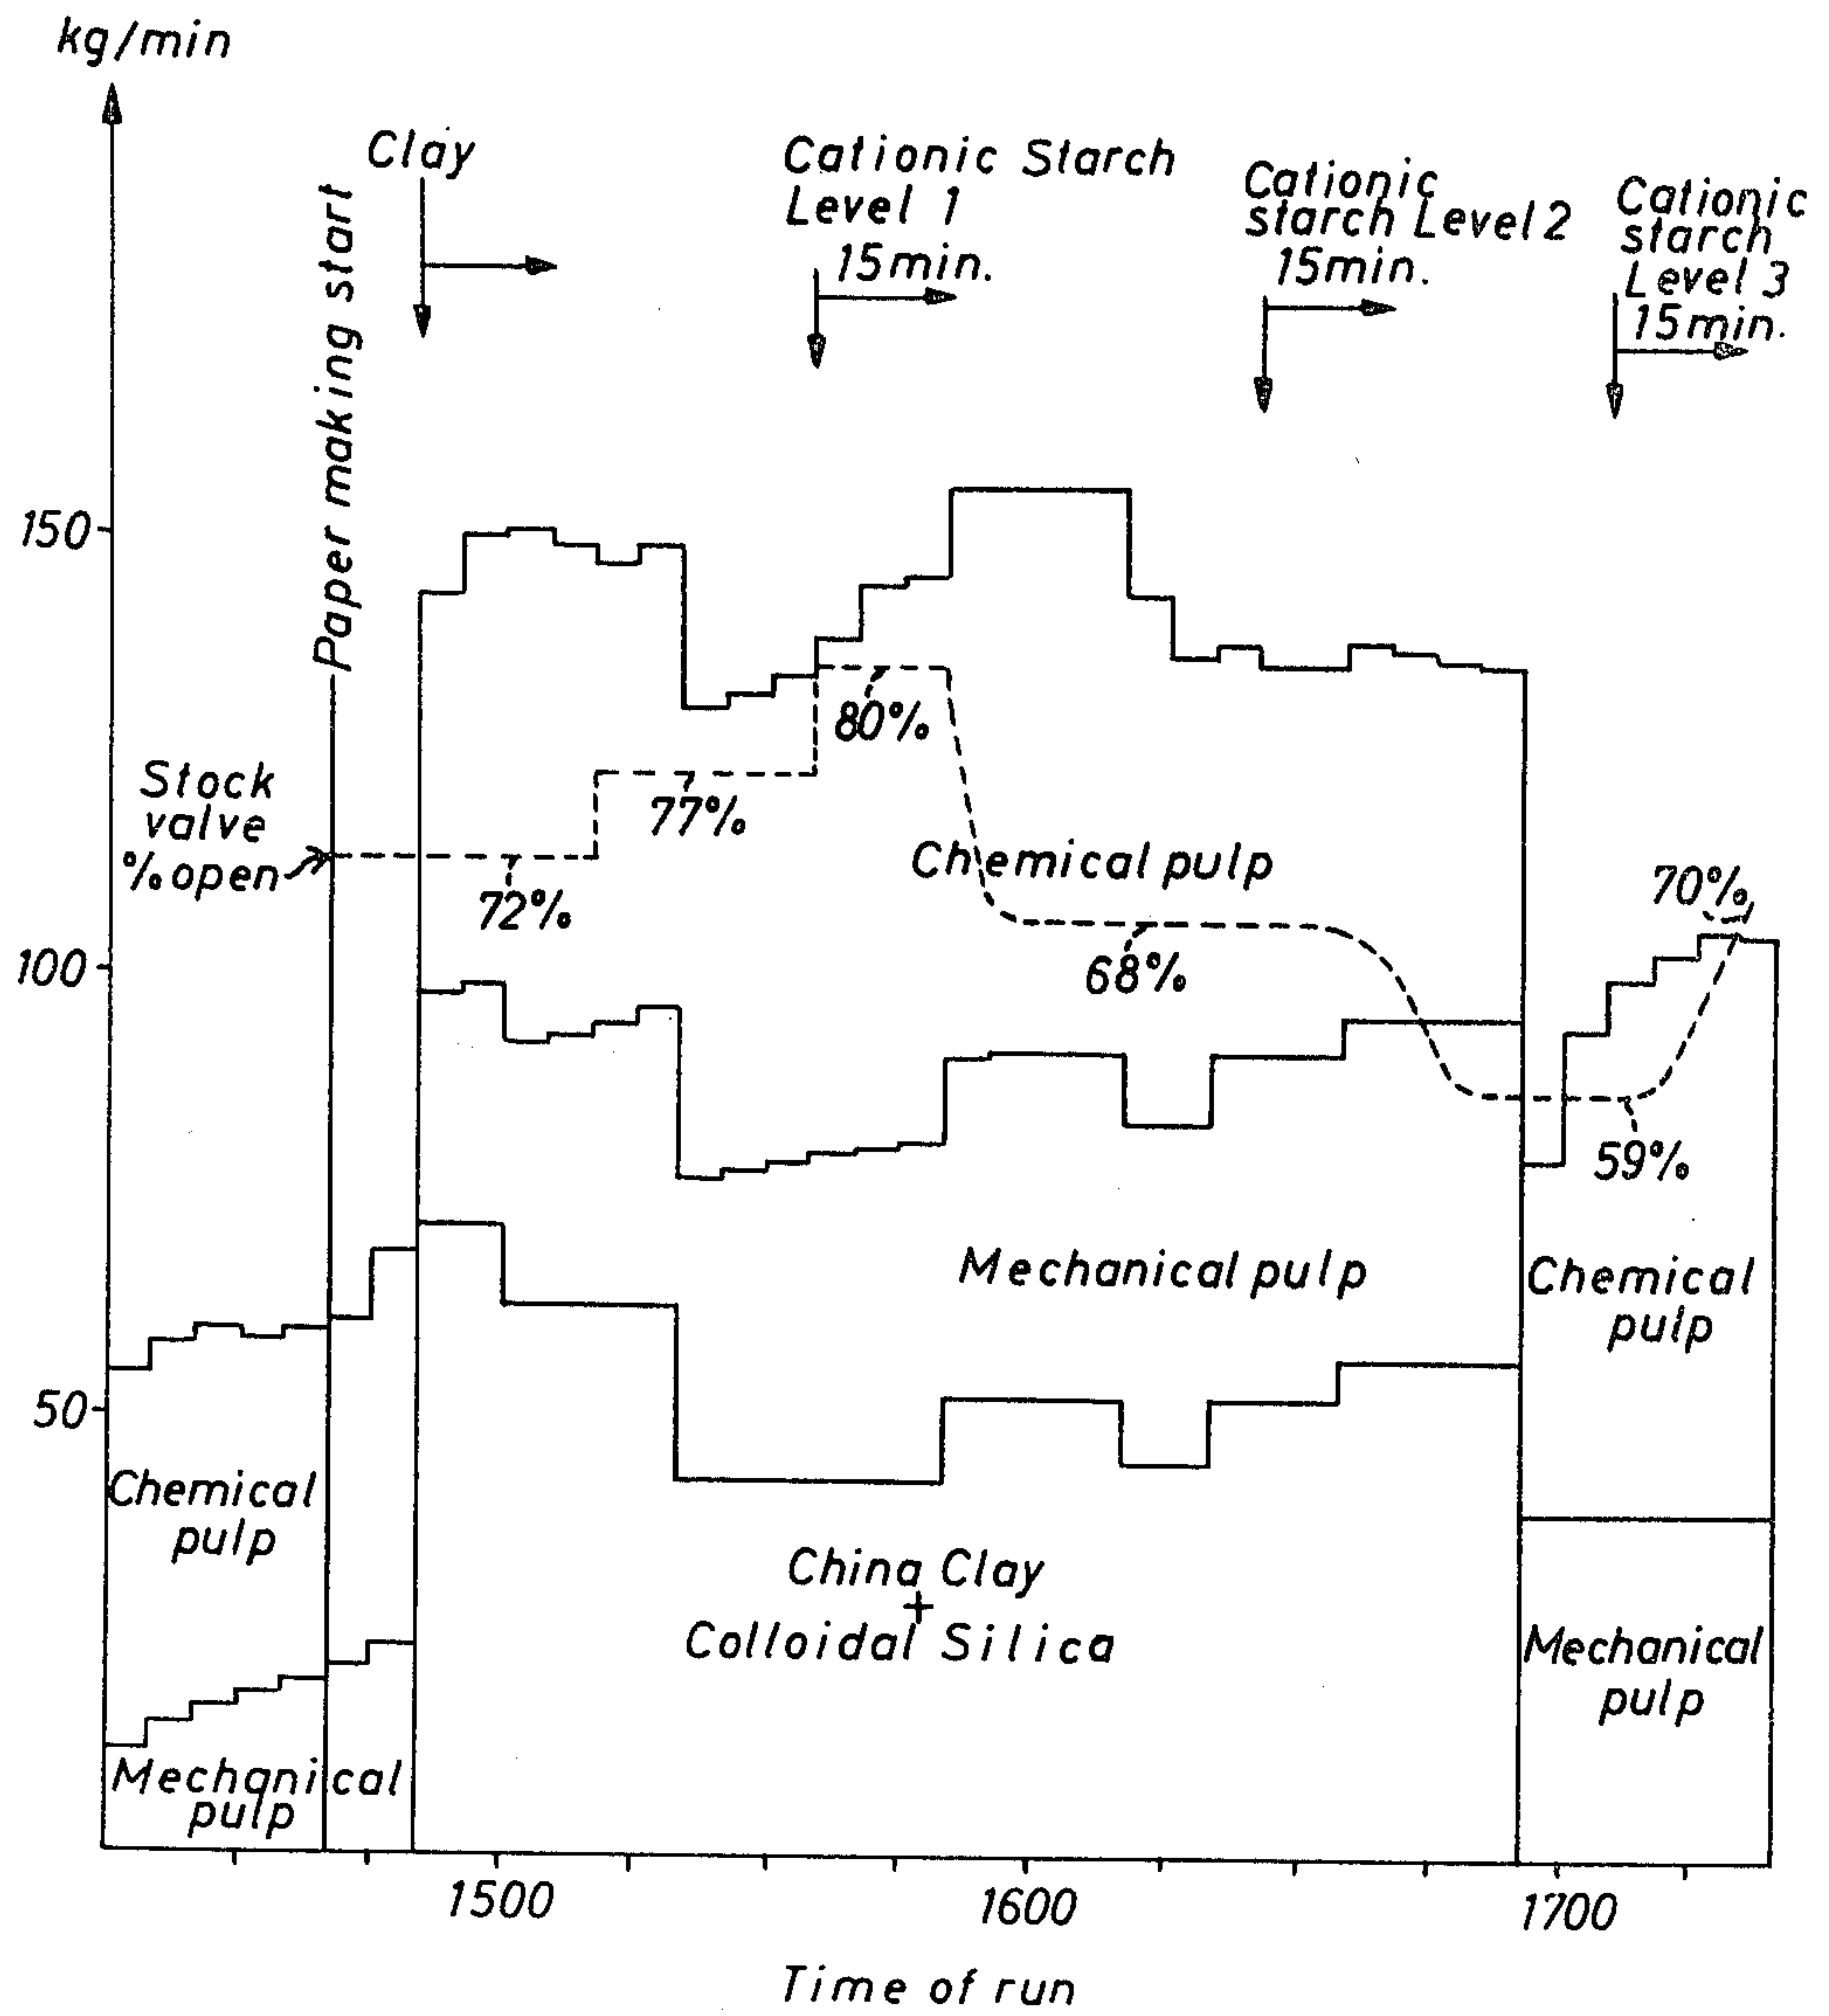 kg/min
Clay
Cationic Starch
Level 1
15min.
Cationic
starch Level 2
15min.
Cationic
starch
Level 3
15min.
Paper making start
150
100
50
Stock
valve
% open
72%
77%
80%
68%
59%
70%
Chemical pulp
Mechanical pulp
Chemical
pulp
Mechanical
pulp
China Clay
+
Colloidal Silica
Chemical
pulp
Mechanical
pulp
1500
1600
1700
Time of run